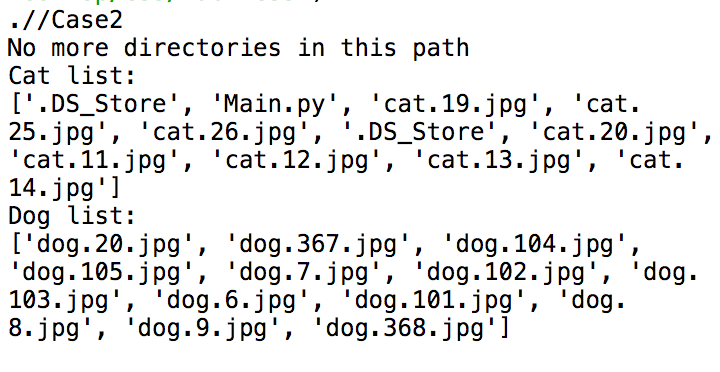 .//Case2
No more directories in this path
Cat list:
['.DS_Store', 'Main.py', 'cat.19.jpg', 'cat.
25.jpg', 'cat.26.jpg', '.DS_Store', 'cat.20.jpg',
'cat.11.jpg', 'cat.12.jpg', 'cat.13.jpg', 'cat.
14.jpg']
Dog list:
['dog.20.jpg', 'dog.367.jpg', 'dog.104.jpg',
'dog.105.jpg', 'dog.7.jpg', 'dog.102.jpg', 'dog.
103.jpg', 'dog.6.jpg', 'dog.101.jpg', 'dog.
8.jpg', 'dog.9.jpg', 'dog.368.jpg']